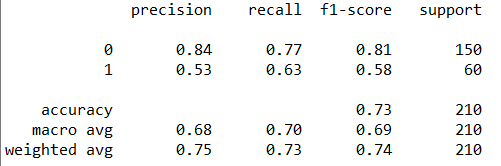 precision recall f1-score support
0 0.84 0.77 0.81 150
1 0.53 0.63 0.58 60
accuracy 0.73 210
macro avg 0.68 0.70 0.69 210
weighted avg 0.75 0.73 0.74 210